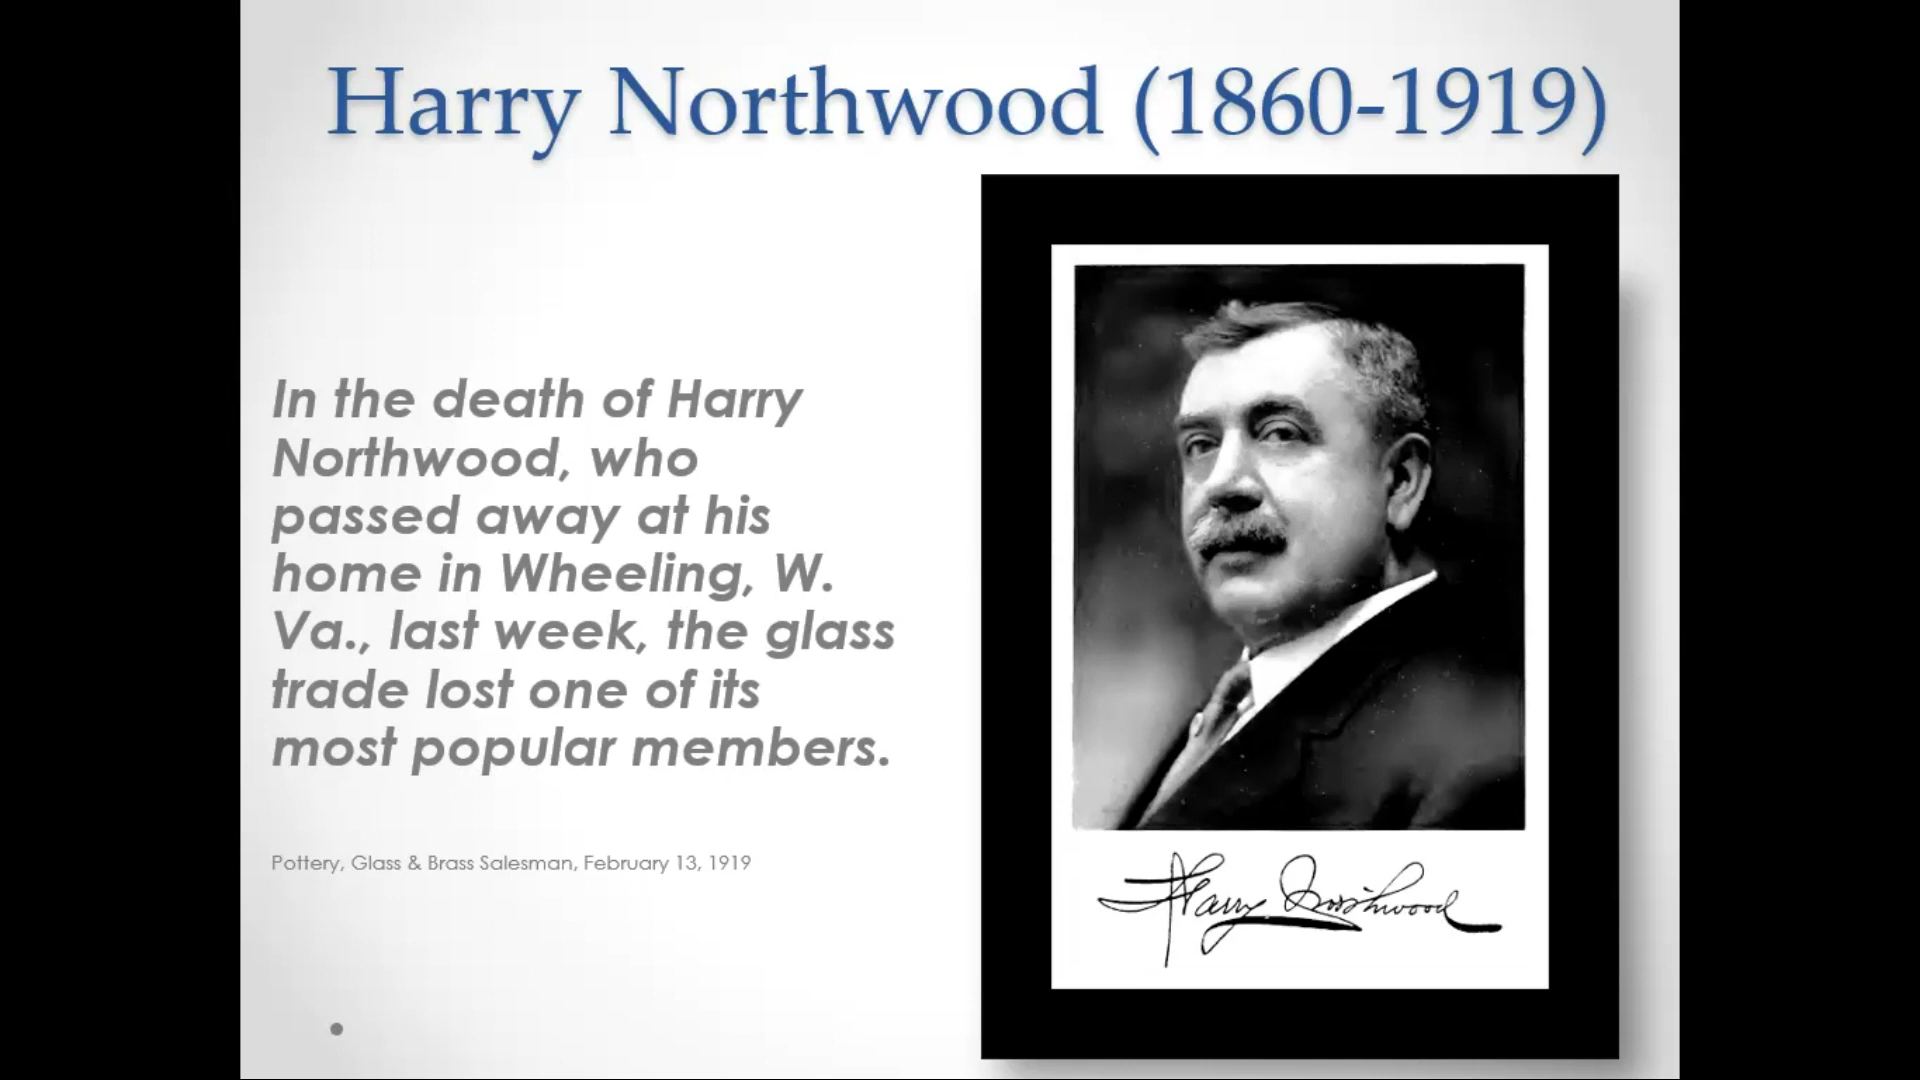 Harry Northwood (1860-1919)
In the death of Harry
Northwood, who
passed away at his
home in Wheeling, W.
Va., last week, the glass
trade lost one of its
most popular members.
Pottery, Glass & Brass Salesman, February 13, 1919
Harry Northwood